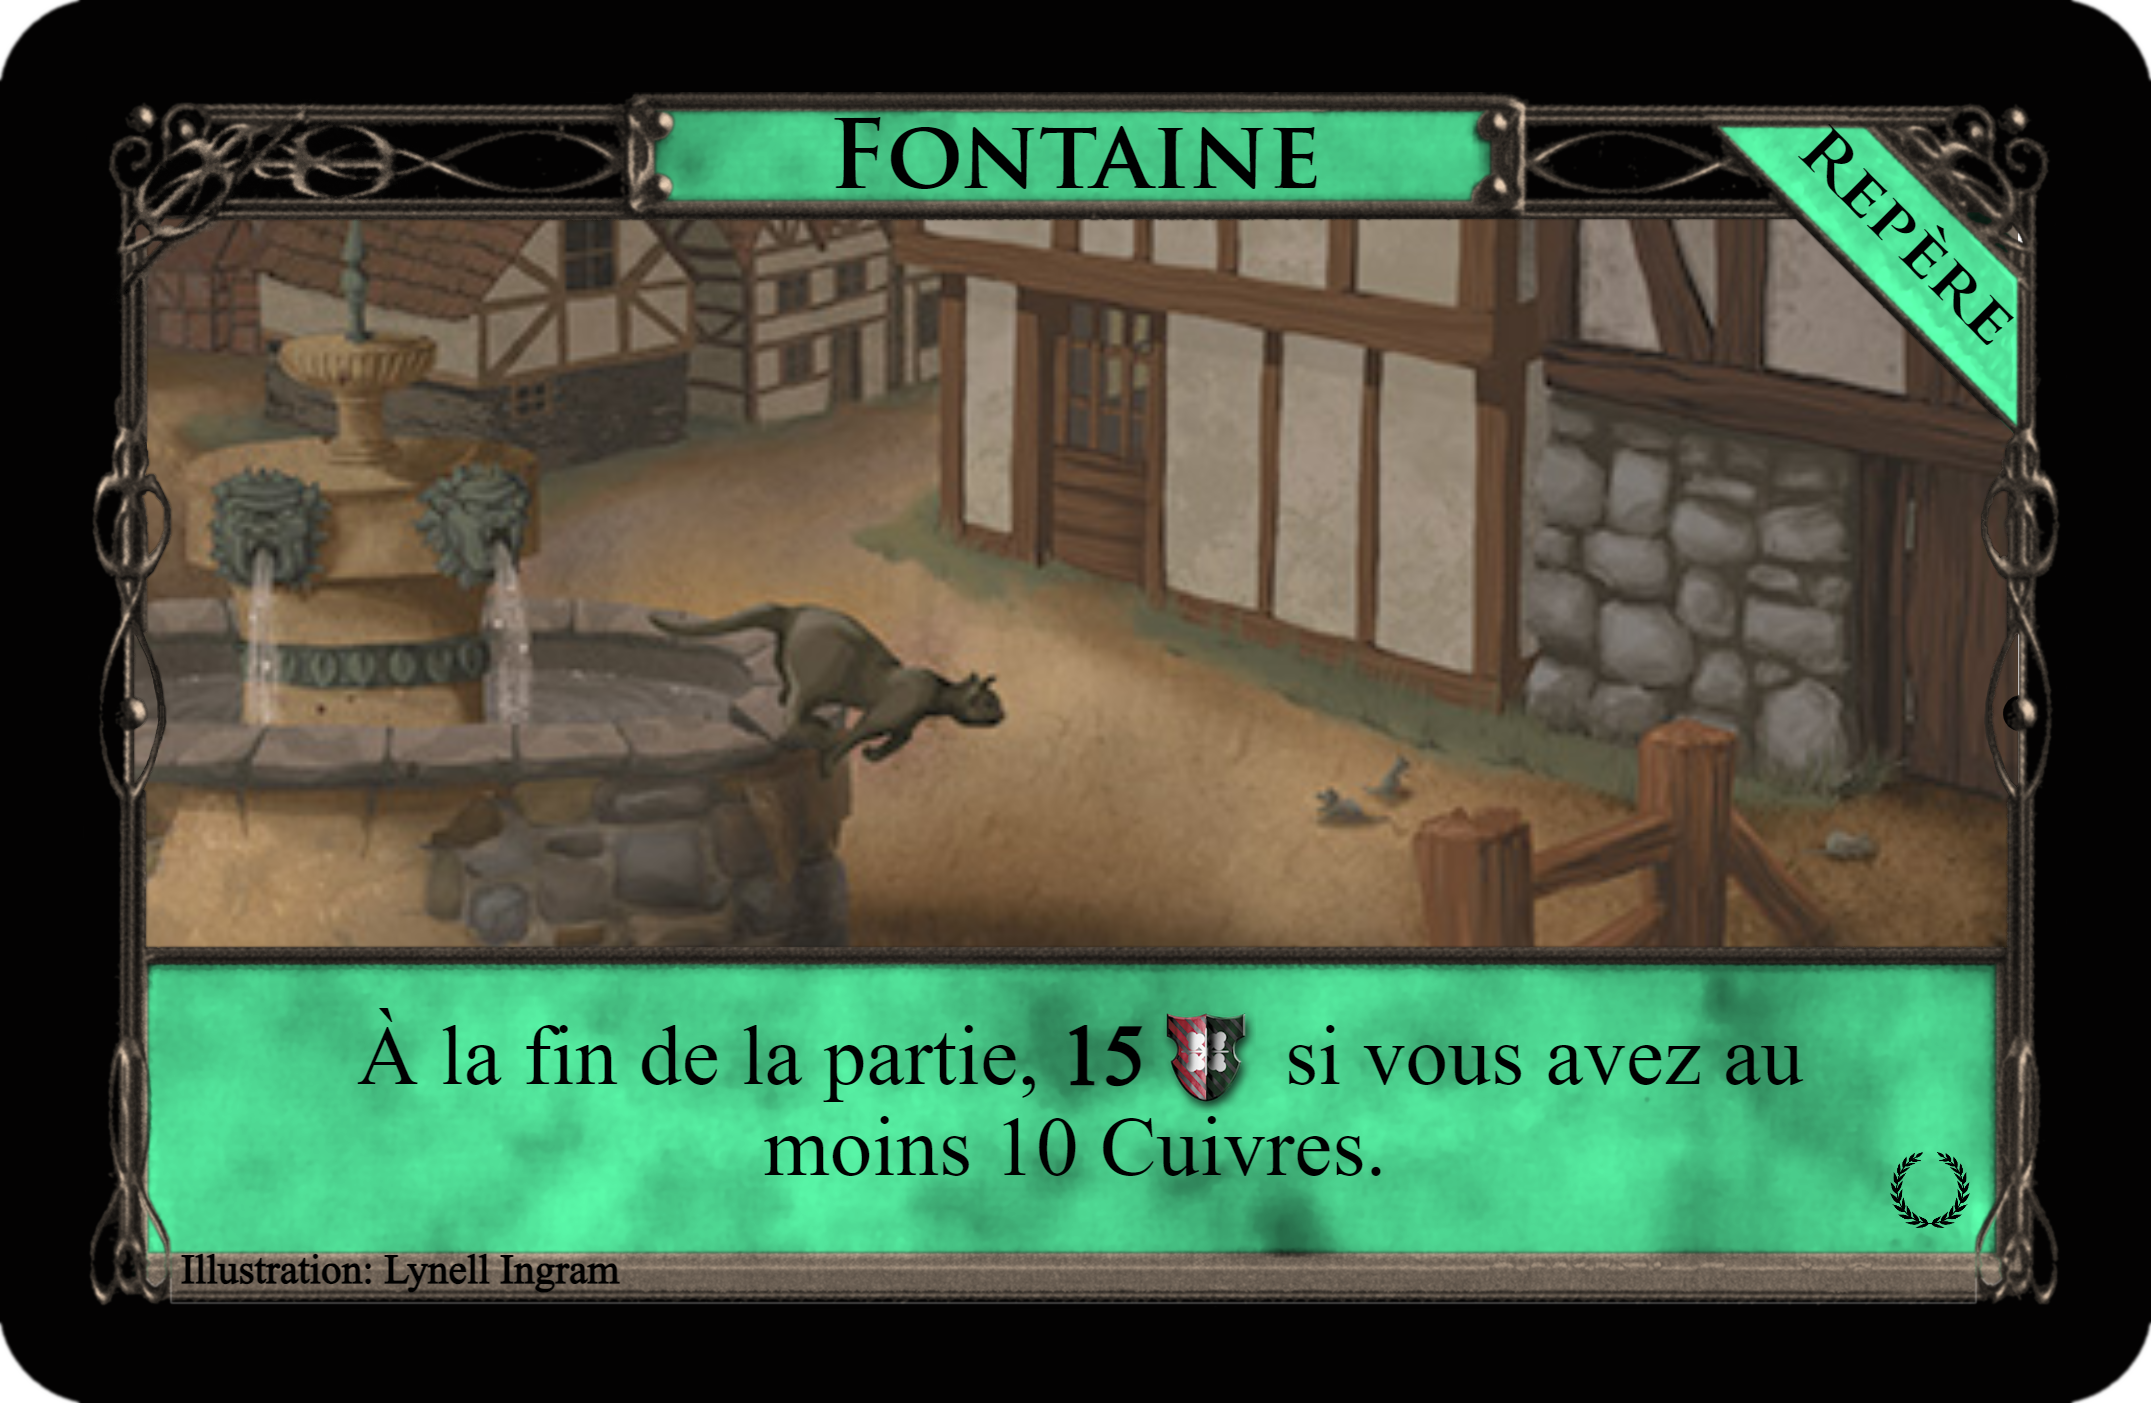 Fontaine
Repère
À la fin de la partie, 15 si vous avez au
moins 10 Cuivres.
Illustration: Lynell Ingram